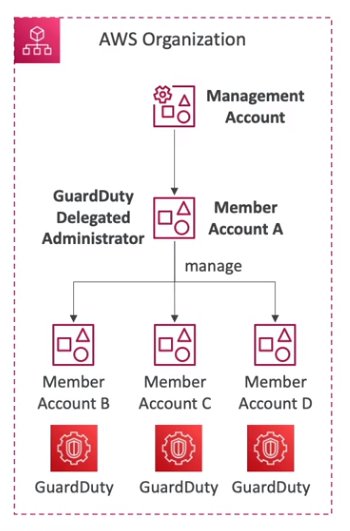 AWS Organization
Management
Account
GuardDuty
Delegated
Administrator
Member
Account A
manage
Member
Account B
Member
Account C
Member
Account D
GuardDuty
GuardDuty
GuardDuty